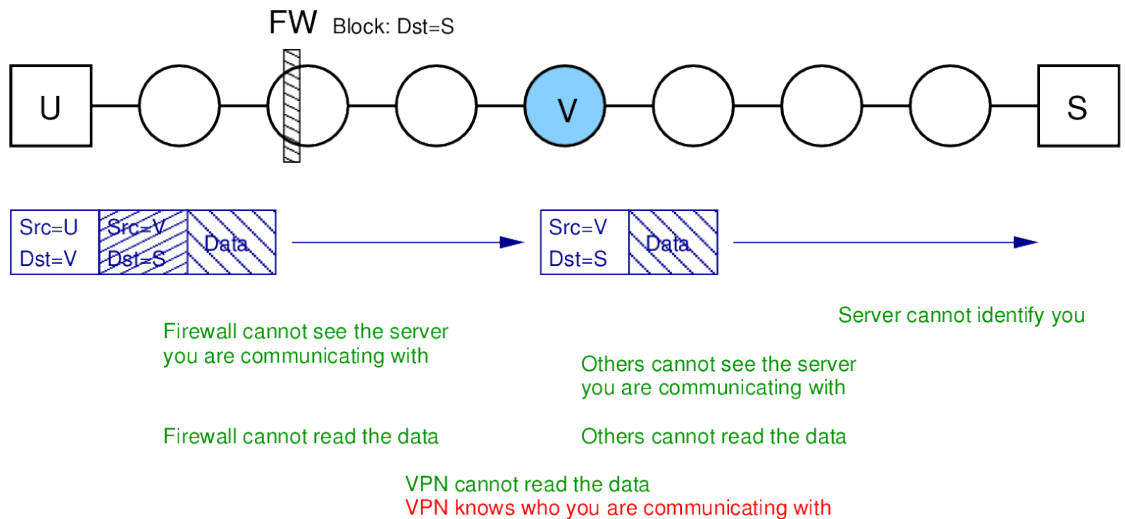 FW Block: Dst=S
U
V
S
Src=U Src=V
Data
Dst=V Dst=S
Src=V
Data
Dst=S
Server cannot identify you
Firewall cannot see the server
you are communicating with
Others cannot see the server
you are communicating with
Firewall cannot read the data
Others cannot read the data
VPN cannot read the data
VPN knows who you are communicating with